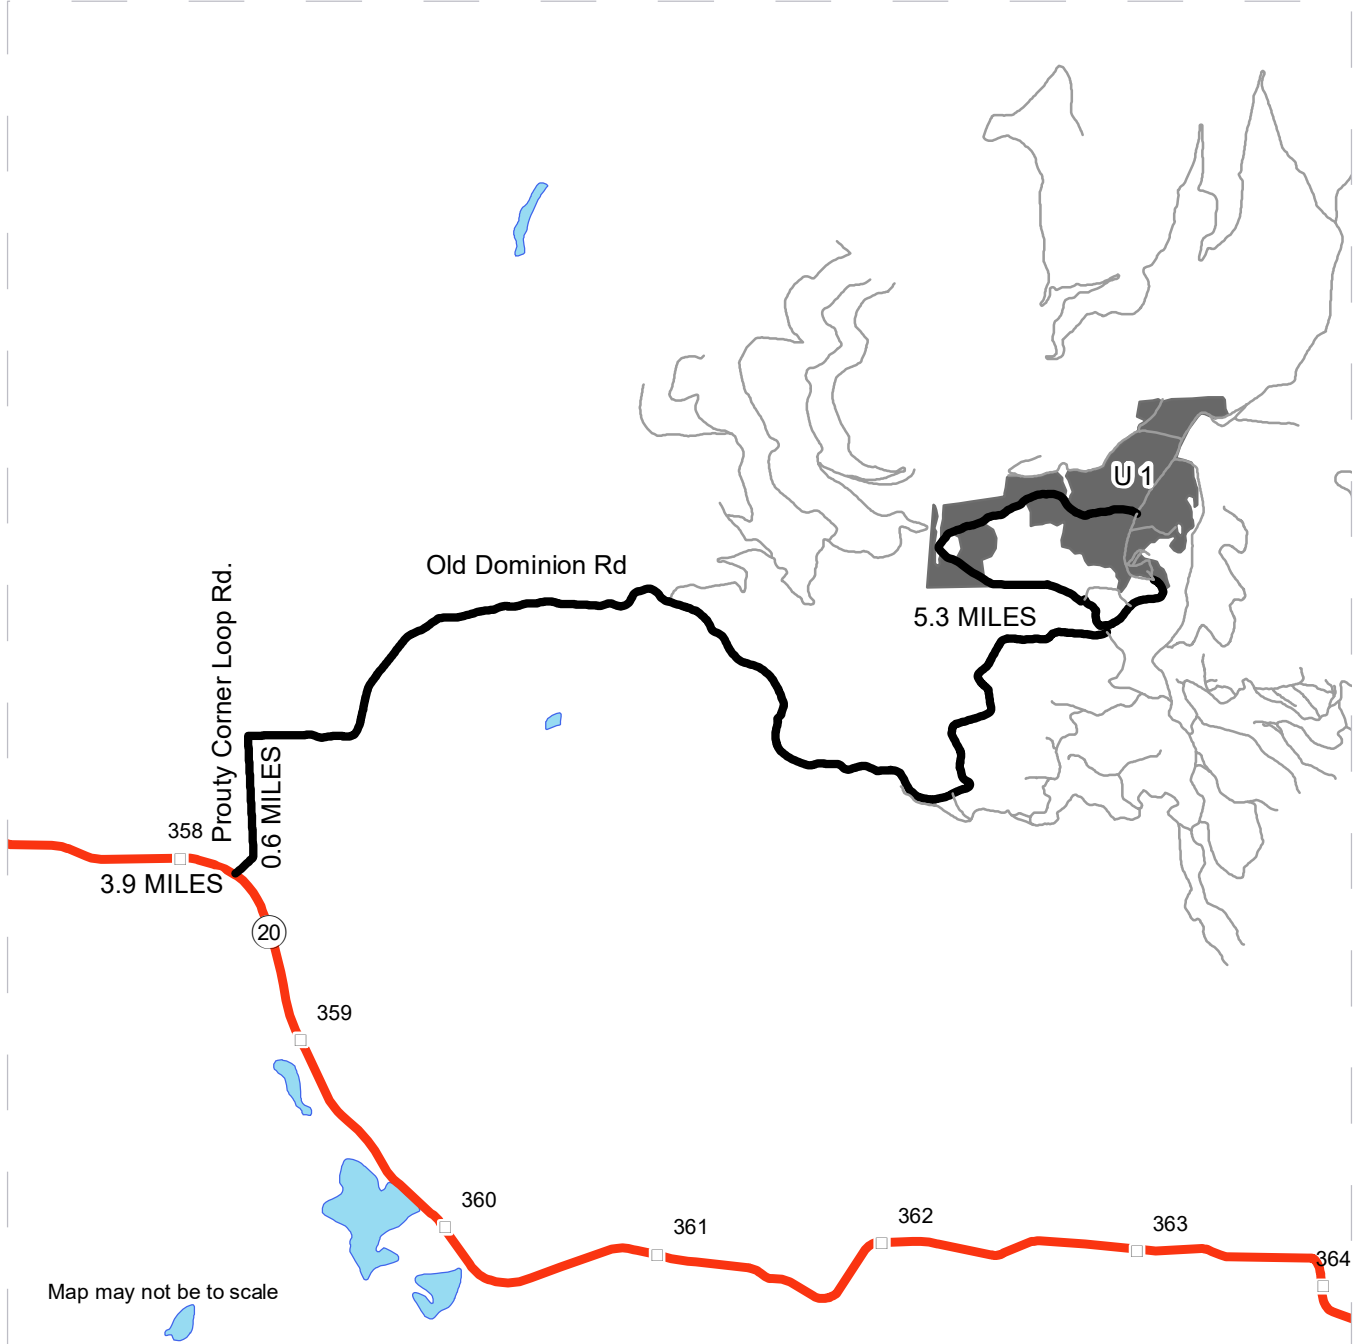 U 1
Old Dominion Rd
Prouty Corner Loop Rd.
5.3 MILES
0.6 MILES
358
3.9 MILES
20
359
360
361
362
363
364
Map may not be to scale